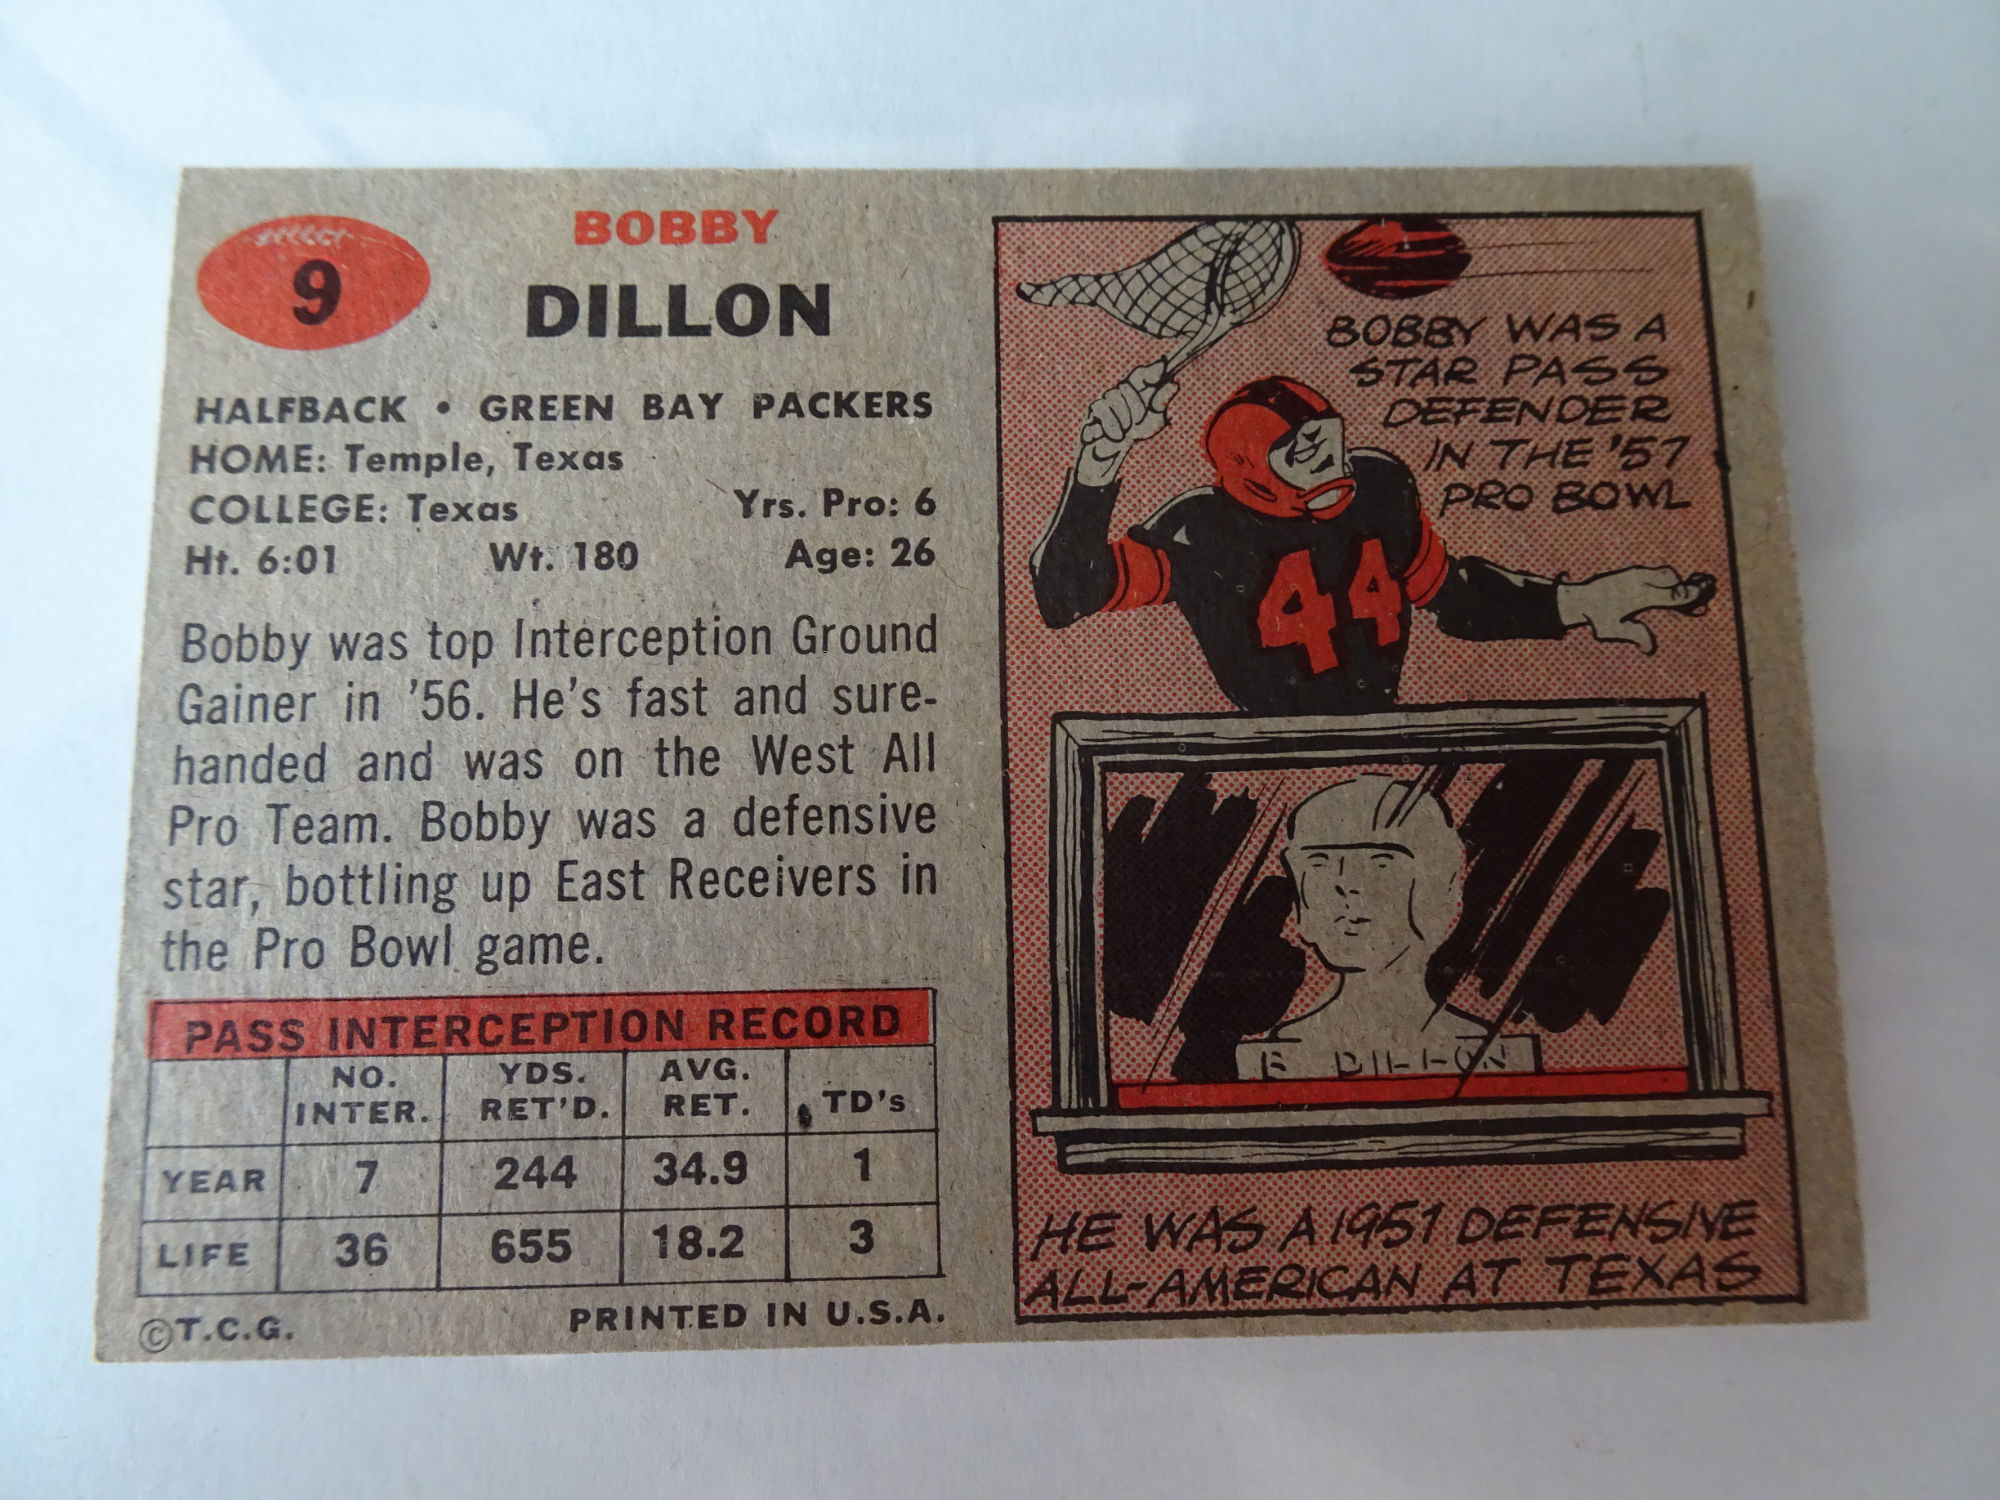 9
BOBBY
DILLON
HALFBACK • GREEN BAY PACKERS
HOME: Temple, Texas
COLLEGE: Texas Yrs. Pro: 6
Ht. 6:01 Wt. 180 Age: 26
Bobby was top Interception Ground
Gainer in '56. He's fast and sure-
handed and was on the West All
Pro Team. Bobby was a defensive
star, bottling up East Receivers in
the Pro Bowl game.
PASS INTERCEPTION RECORD
NO. INTER. YDS. RET'D. AVG. RET. TD's
YEAR 7 244 34.9 1
LIFE 36 655 18.2 3
©T.C.G. PRINTED IN U.S.A.
BOBBY WAS A
STAR PASS
DEFENDER
IN THE '57
PRO BOWL
44
B DILLON
HE WAS A 1951 DEFENSIVE
ALL-AMERICAN AT TEXAS